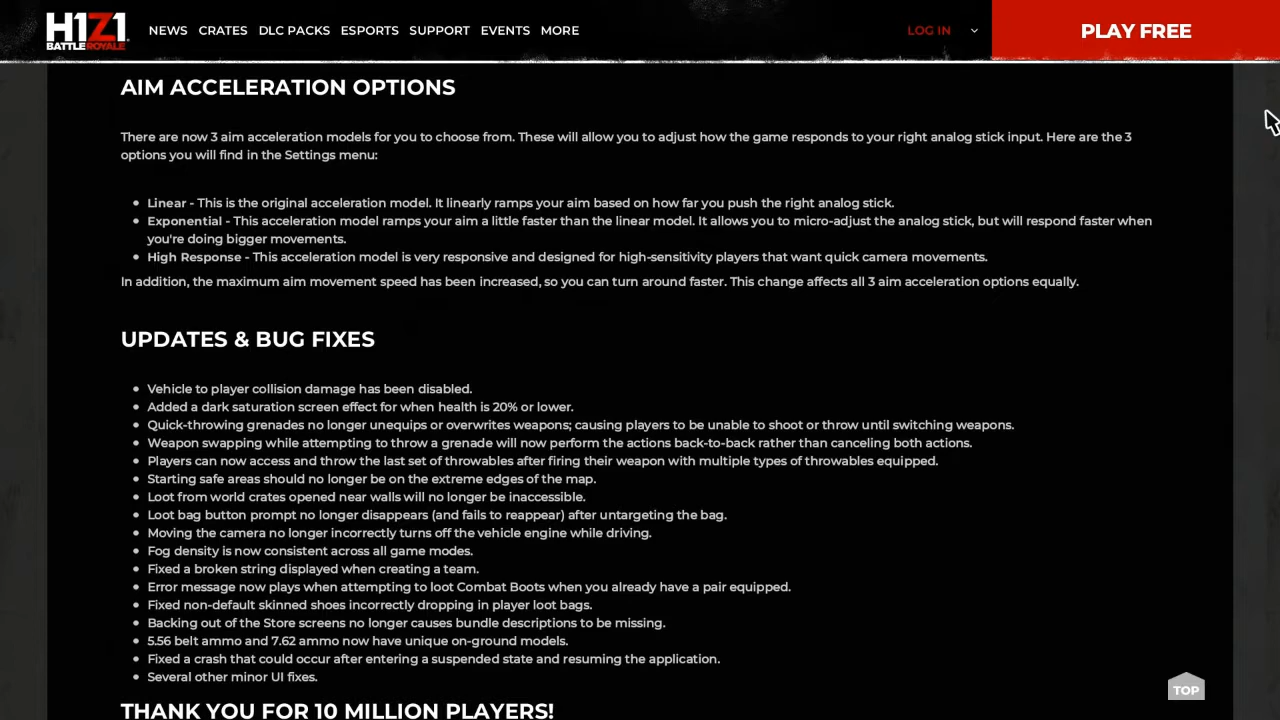 H1Z1
BATTLE ROYALE
NEWS CRATES DLC PACKS ESPORTS SUPPORT EVENTS MORE
LOG IN
PLAY FREE
AIM ACCELERATION OPTIONS
There are now 3 aim acceleration models for you to choose from. These will allow you to adjust how the game responds to your right analog stick input. Here are the 3
options you will find in the Settings menu:
• Linear - This is the original acceleration model. It linearly ramps your aim based on how far you push the right analog stick.
• Exponential - This acceleration model ramps your aim a little faster than the linear model. It allows you to micro-adjust the analog stick, but will respond faster when
you're doing bigger movements.
• High Response - This acceleration model is very responsive and designed for high-sensitivity players that want quick camera movements.
In addition, the maximum aim movement speed has been increased, so you can turn around faster. This change affects all 3 aim acceleration options equally.
UPDATES & BUG FIXES
• Vehicle to player collision damage has been disabled.
• Added a dark saturation screen effect for when health is 20% or lower.
• Quick-throwing grenades no longer unequips or overwrites weapons; causing players to be unable to shoot or throw until switching weapons.
• Weapon swapping while attempting to throw a grenade will now perform the actions back-to-back rather than canceling both actions.
• Players can now access and throw the last set of throwables after firing their weapon with multiple types of throwables equipped.
• Starting safe areas should no longer be on the extreme edges of the map.
• Loot from world crates opened near walls will no longer be inaccessible.
• Loot bag button prompt no longer disappears (and fails to reappear) after untargeting the bag.
• Moving the camera no longer incorrectly turns off the vehicle engine while driving.
• Fog density is now consistent across all game modes.
• Fixed a broken string displayed when creating a team.
• Error message now plays when attempting to loot Combat Boots when you already have a pair equipped.
• Fixed non-default skinned shoes incorrectly dropping in player loot bags.
• Backing out of the Store screens no longer causes bundle descriptions to be missing.
• 5.56 belt ammo and 7.62 ammo now have unique on-ground models.
• Fixed a crash that could occur after entering a suspended state and resuming the application.
• Several other minor UI fixes.
TOP
THANK YOU FOR 10 MILLION PLAYERS!